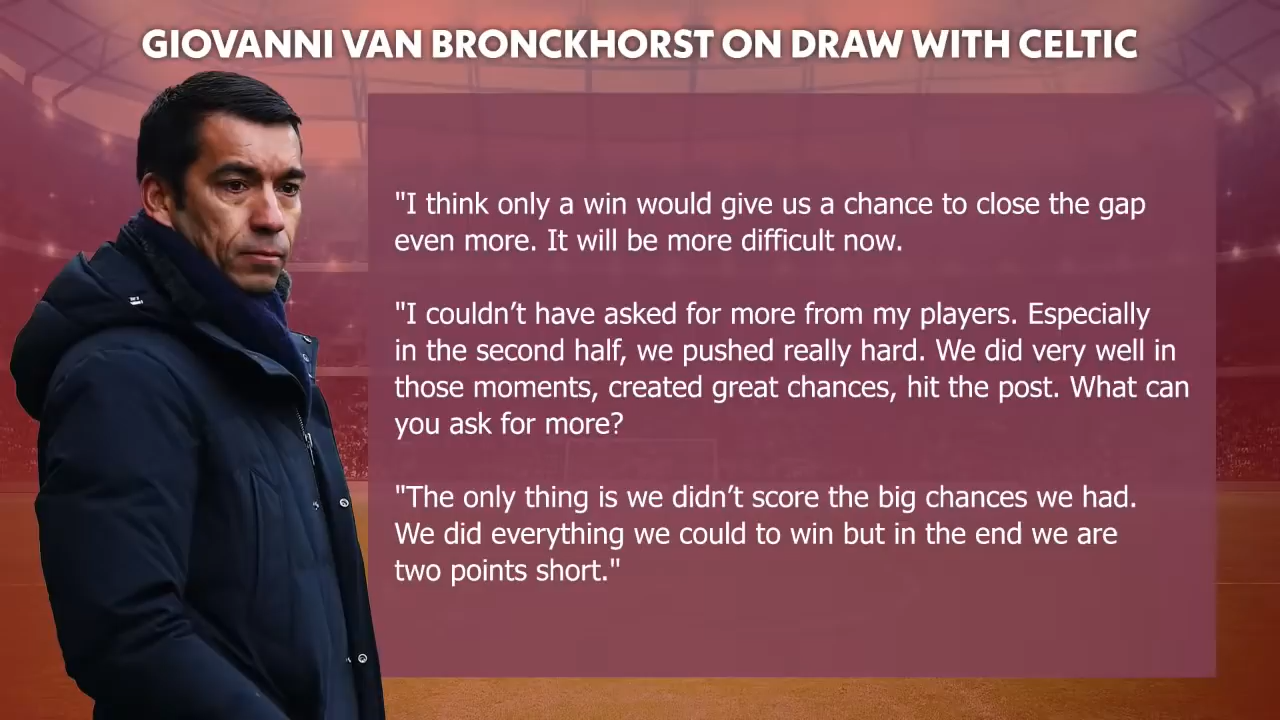 GIOVANNI VAN BRONCKHORST ON DRAW WITH CELTIC
"I think only a win would give us a chance to close the gap
even more. It will be more difficult now.
"I couldn’t have asked for more from my players. Especially
in the second half, we pushed really hard. We did very well in
those moments, created great chances, hit the post. What can
you ask for more?
"The only thing is we didn’t score the big chances we had.
We did everything we could to win but in the end we are
two points short."